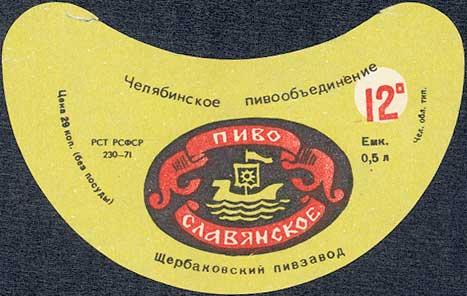 Челябинское пивообъединение
12°
Цена 29 коп. (без посуды)
РСТ РСФСР
230—71
ПИВО
СЛАВЯНСКОЕ
Емк.
0,5 л
Чел. обл. тип.
Щербаковский пивзавод